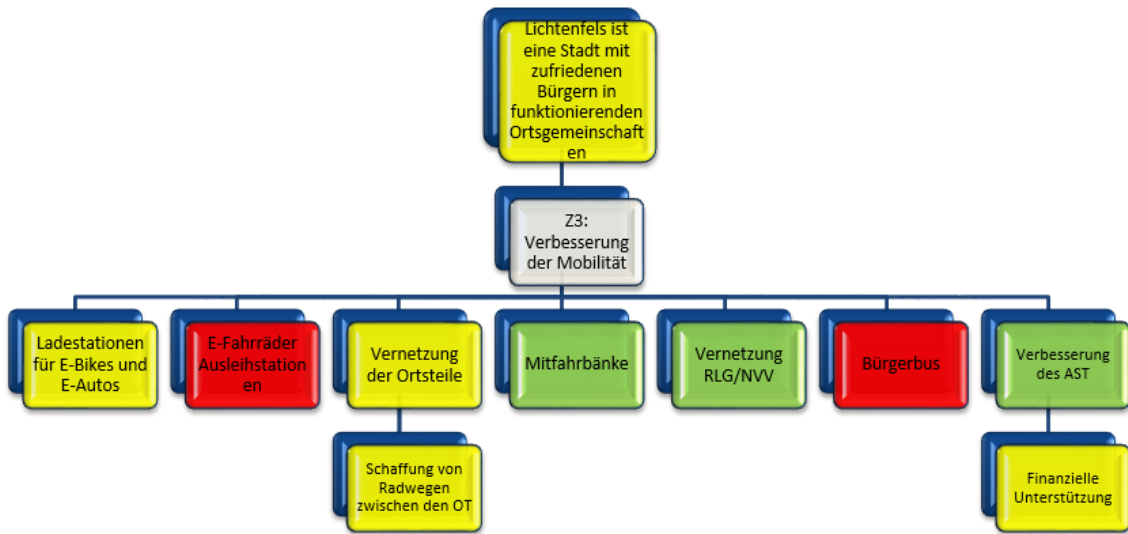 Lichtenfels ist
eine Stadt mit
zufriedenen
Bürgern in
funktionierenden
Ortsgemeinschaft
en
Z3:
Verbesserung
der Mobilität
Ladestationen
für E-Bikes und
E-Autos
E-Fahrräder
Ausleihstation
en
Vernetzung
der Ortsteile
Mitfahrbänke
Vernetzung
RLG/NVV
Bürgerbus
Verbesserung
des AST
Schaffung von
Radwegen
zwischen den OT
Finanzielle
Unterstützung